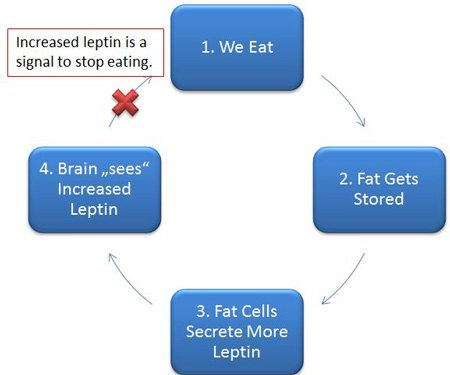 Increased leptin is a
signal to stop eating.
1. We Eat
2. Fat Gets
Stored
3. Fat Cells
Secrete More
Leptin
4. Brain „sees“
Increased
Leptin